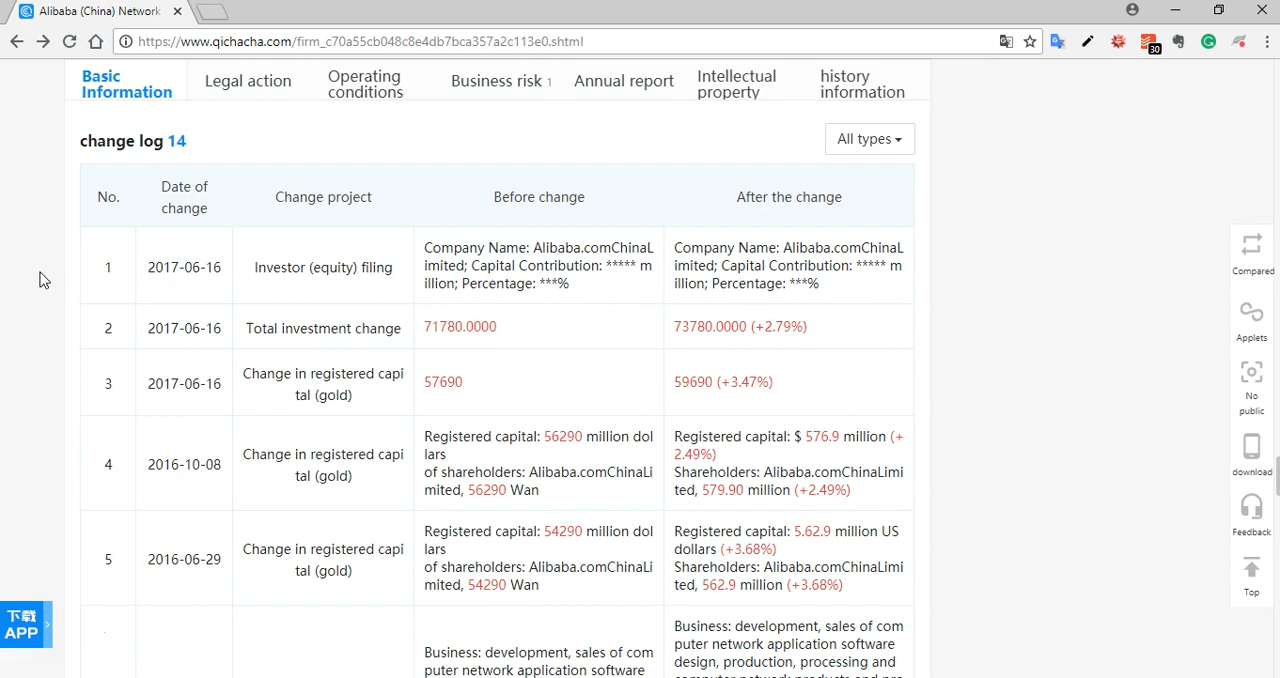 Alibaba (China) Network
https://www.qichacha.com/firm_c70a55cb048c8e4db7bca357a2c113e0.shtml
30
Basic
Information
Legal action
Operating
conditions
Business risk 1
Annual report
Intellectual
property
history
information
change log 14
All types
No.
Date of
change
Change project
Before change
After the change
1
2017-06-16
Investor (equity) filing
Company Name: Alibaba.comChinaL
imited; Capital Contribution: ***** m
illion; Percentage: ***%
Company Name: Alibaba.comChinaL
imited; Capital Contribution: ***** m
illion; Percentage: ***%
2
2017-06-16
Total investment change
71780.0000
73780.0000 (+2.79%)
3
2017-06-16
Change in registered capi
tal (gold)
57690
59690 (+3.47%)
4
2016-10-08
Change in registered capi
tal (gold)
Registered capital: 56290 million dol
lars
of shareholders: Alibaba.comChinaLi
mited, 56290 Wan
Registered capital: $ 576.9 million (+
2.49%)
Shareholders: Alibaba.comChinaLimi
ted, 579.90 million (+2.49%)
5
2016-06-29
Change in registered capi
tal (gold)
Registered capital: 54290 million dol
lars
of shareholders: Alibaba.comChinaLi
mited, 54290 Wan
Registered capital: 5.62.9 million US
dollars (+3.68%)
Shareholders: Alibaba.comChinaLimi
ted, 562.9 million (+3.68%)
Business: development, sales of com
puter network application software
Business: development, sales of com
puter network application software
design, production, processing and
computer network products and pro
Compared
Applets
No
public
download
Feedback
Top
下载
APP